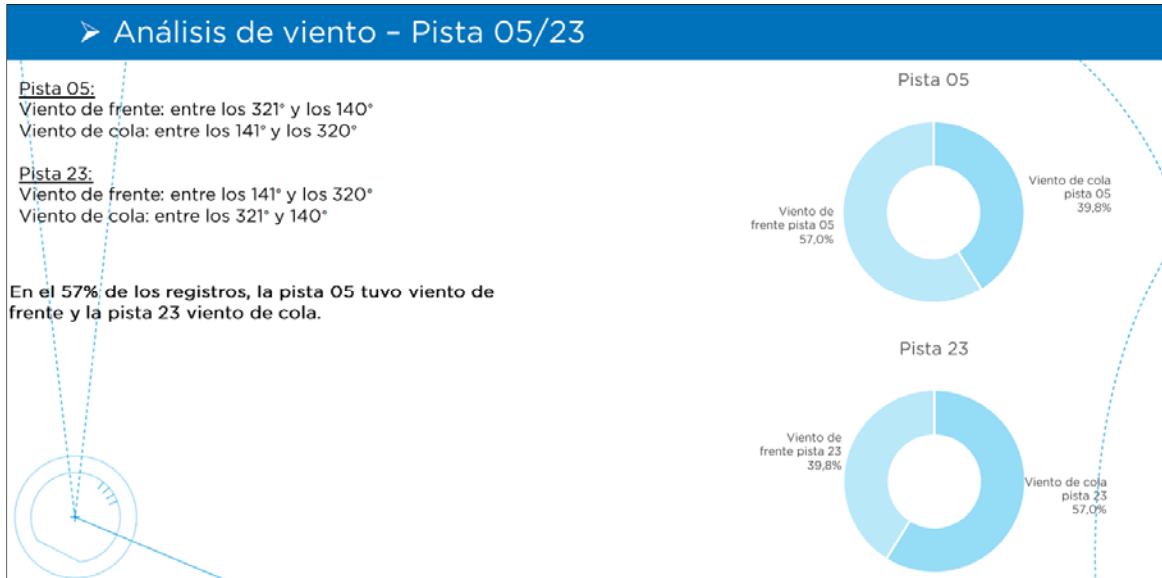 ➤ Análisis de viento – Pista 05/23
Pista 05:
Viento de frente: entre los 321° y los 140°
Viento de cola: entre los 141° y los 320°
Pista 23:
Viento de frente: entre los 141° y los 320°
Viento de cola: entre los 321° y 140°
En el 57% de los registros, la pista 05 tuvo viento de
frente y la pista 23 viento de cola.
Pista 05
Viento de cola
pista 05
39,8%
Viento de
frente pista 05
57,0%
Pista 23
Viento de
frente pista 23
39,8%
Viento de cola
pista 23
57,0%